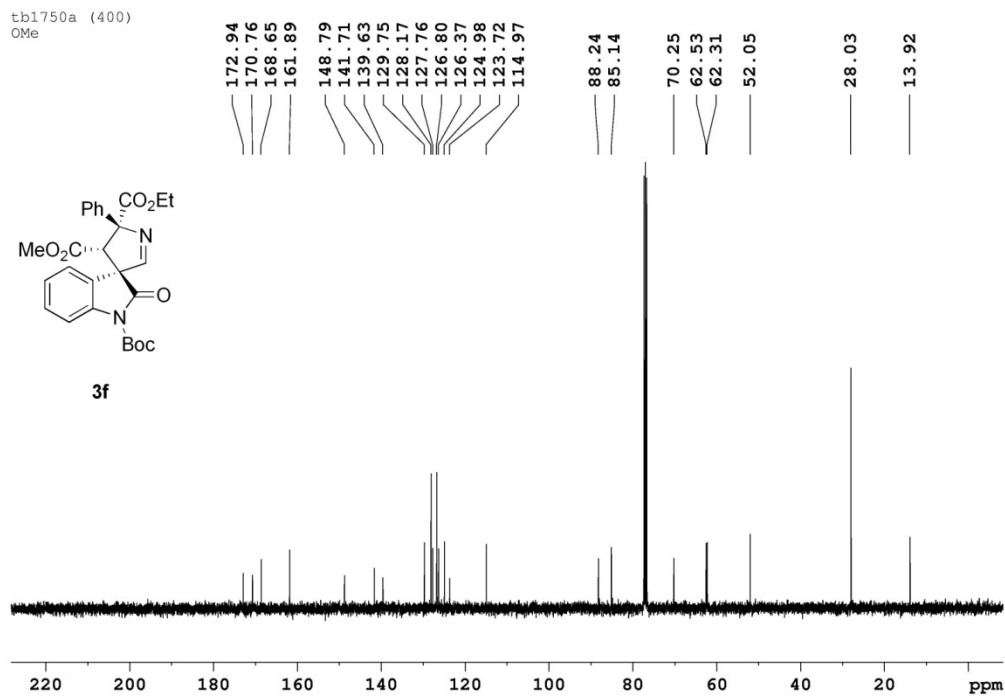 tb1750a (400)
OMe
172.94
170.76
168.65
161.89
148.79
141.71
139.63
129.75
128.17
127.76
126.80
126.37
124.98
123.72
114.97
88.24
85.14
70.25
62.53
62.31
52.05
28.03
13.92
Ph
CO2Et
N
MeO2C
O
N
Boc
3f
220 200 180 160 140 120 100 80 60 40 20 ppm